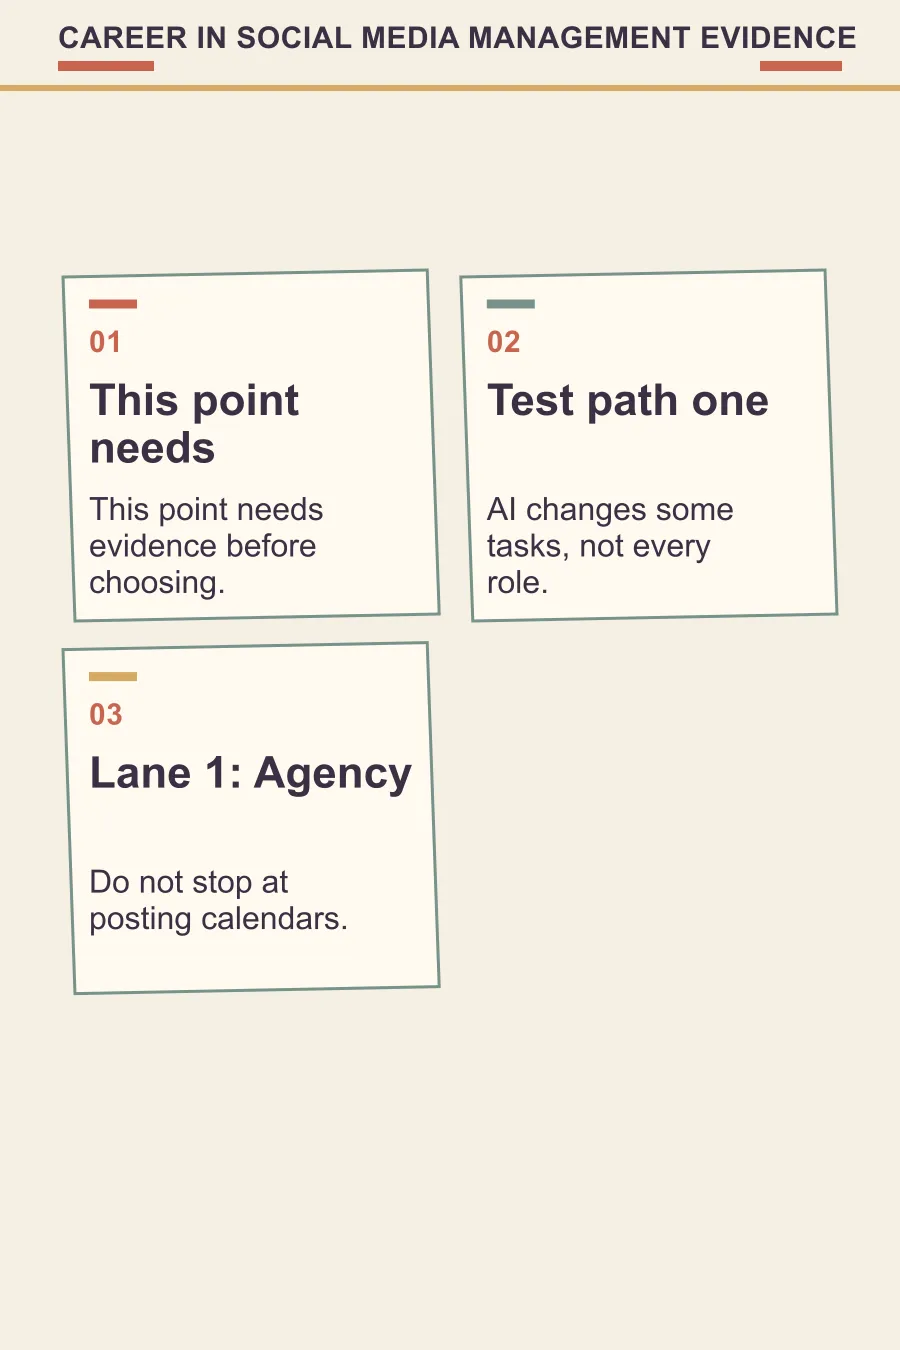 CAREER IN SOCIAL MEDIA MANAGEMENT EVIDENCE
01
This point
needs
This point needs
evidence before
choosing.
02
Test path one
AI changes some
tasks, not every
role.
03
Lane 1: Agency
Do not stop at
posting calendars.